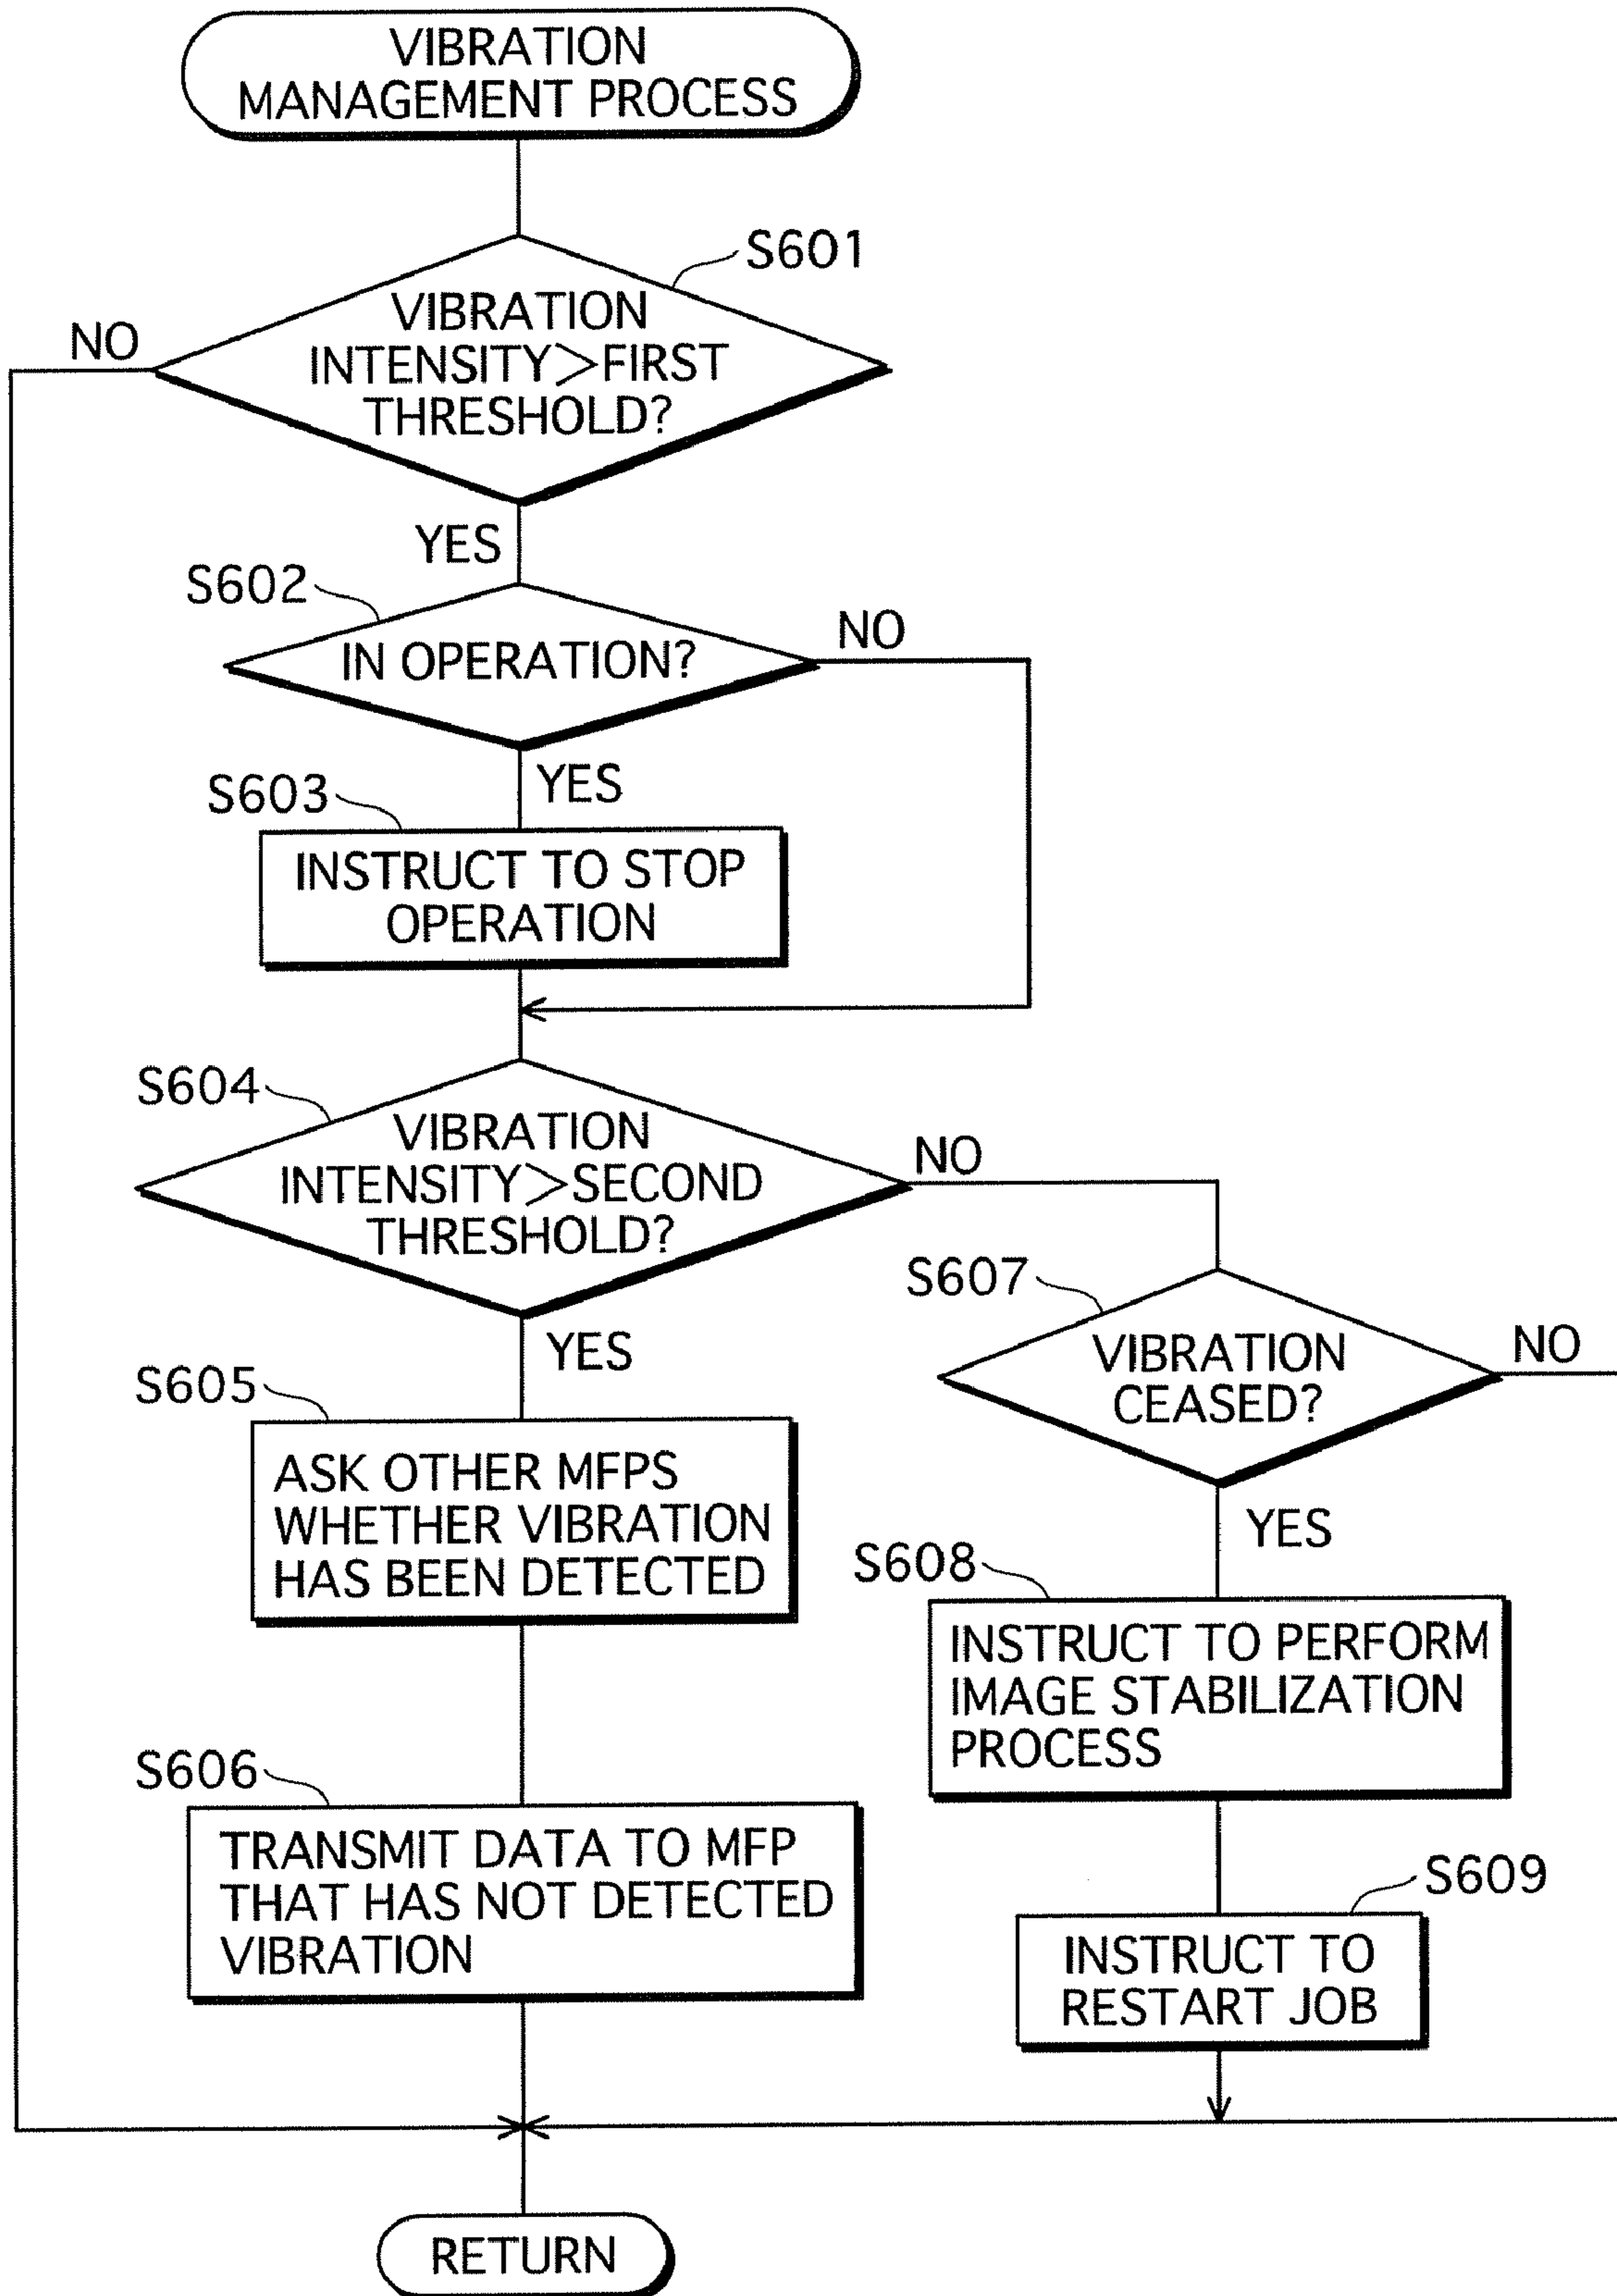 VIBRATION
MANAGEMENT PROCESS
S601
VIBRATION
INTENSITY>FIRST
THRESHOLD?
NO
YES
S602
IN OPERATION?
NO
YES
S603
INSTRUCT TO STOP
OPERATION
S604
VIBRATION
INTENSITY>SECOND
THRESHOLD?
NO
YES
S605
ASK OTHER MFPS
WHETHER VIBRATION
HAS BEEN DETECTED
S606
TRANSMIT DATA TO MFP
THAT HAS NOT DETECTED
VIBRATION
S607
VIBRATION
CEASED?
NO
YES
S608
INSTRUCT TO PERFORM
IMAGE STABILIZATION
PROCESS
S609
INSTRUCT TO
RESTART JOB
RETURN